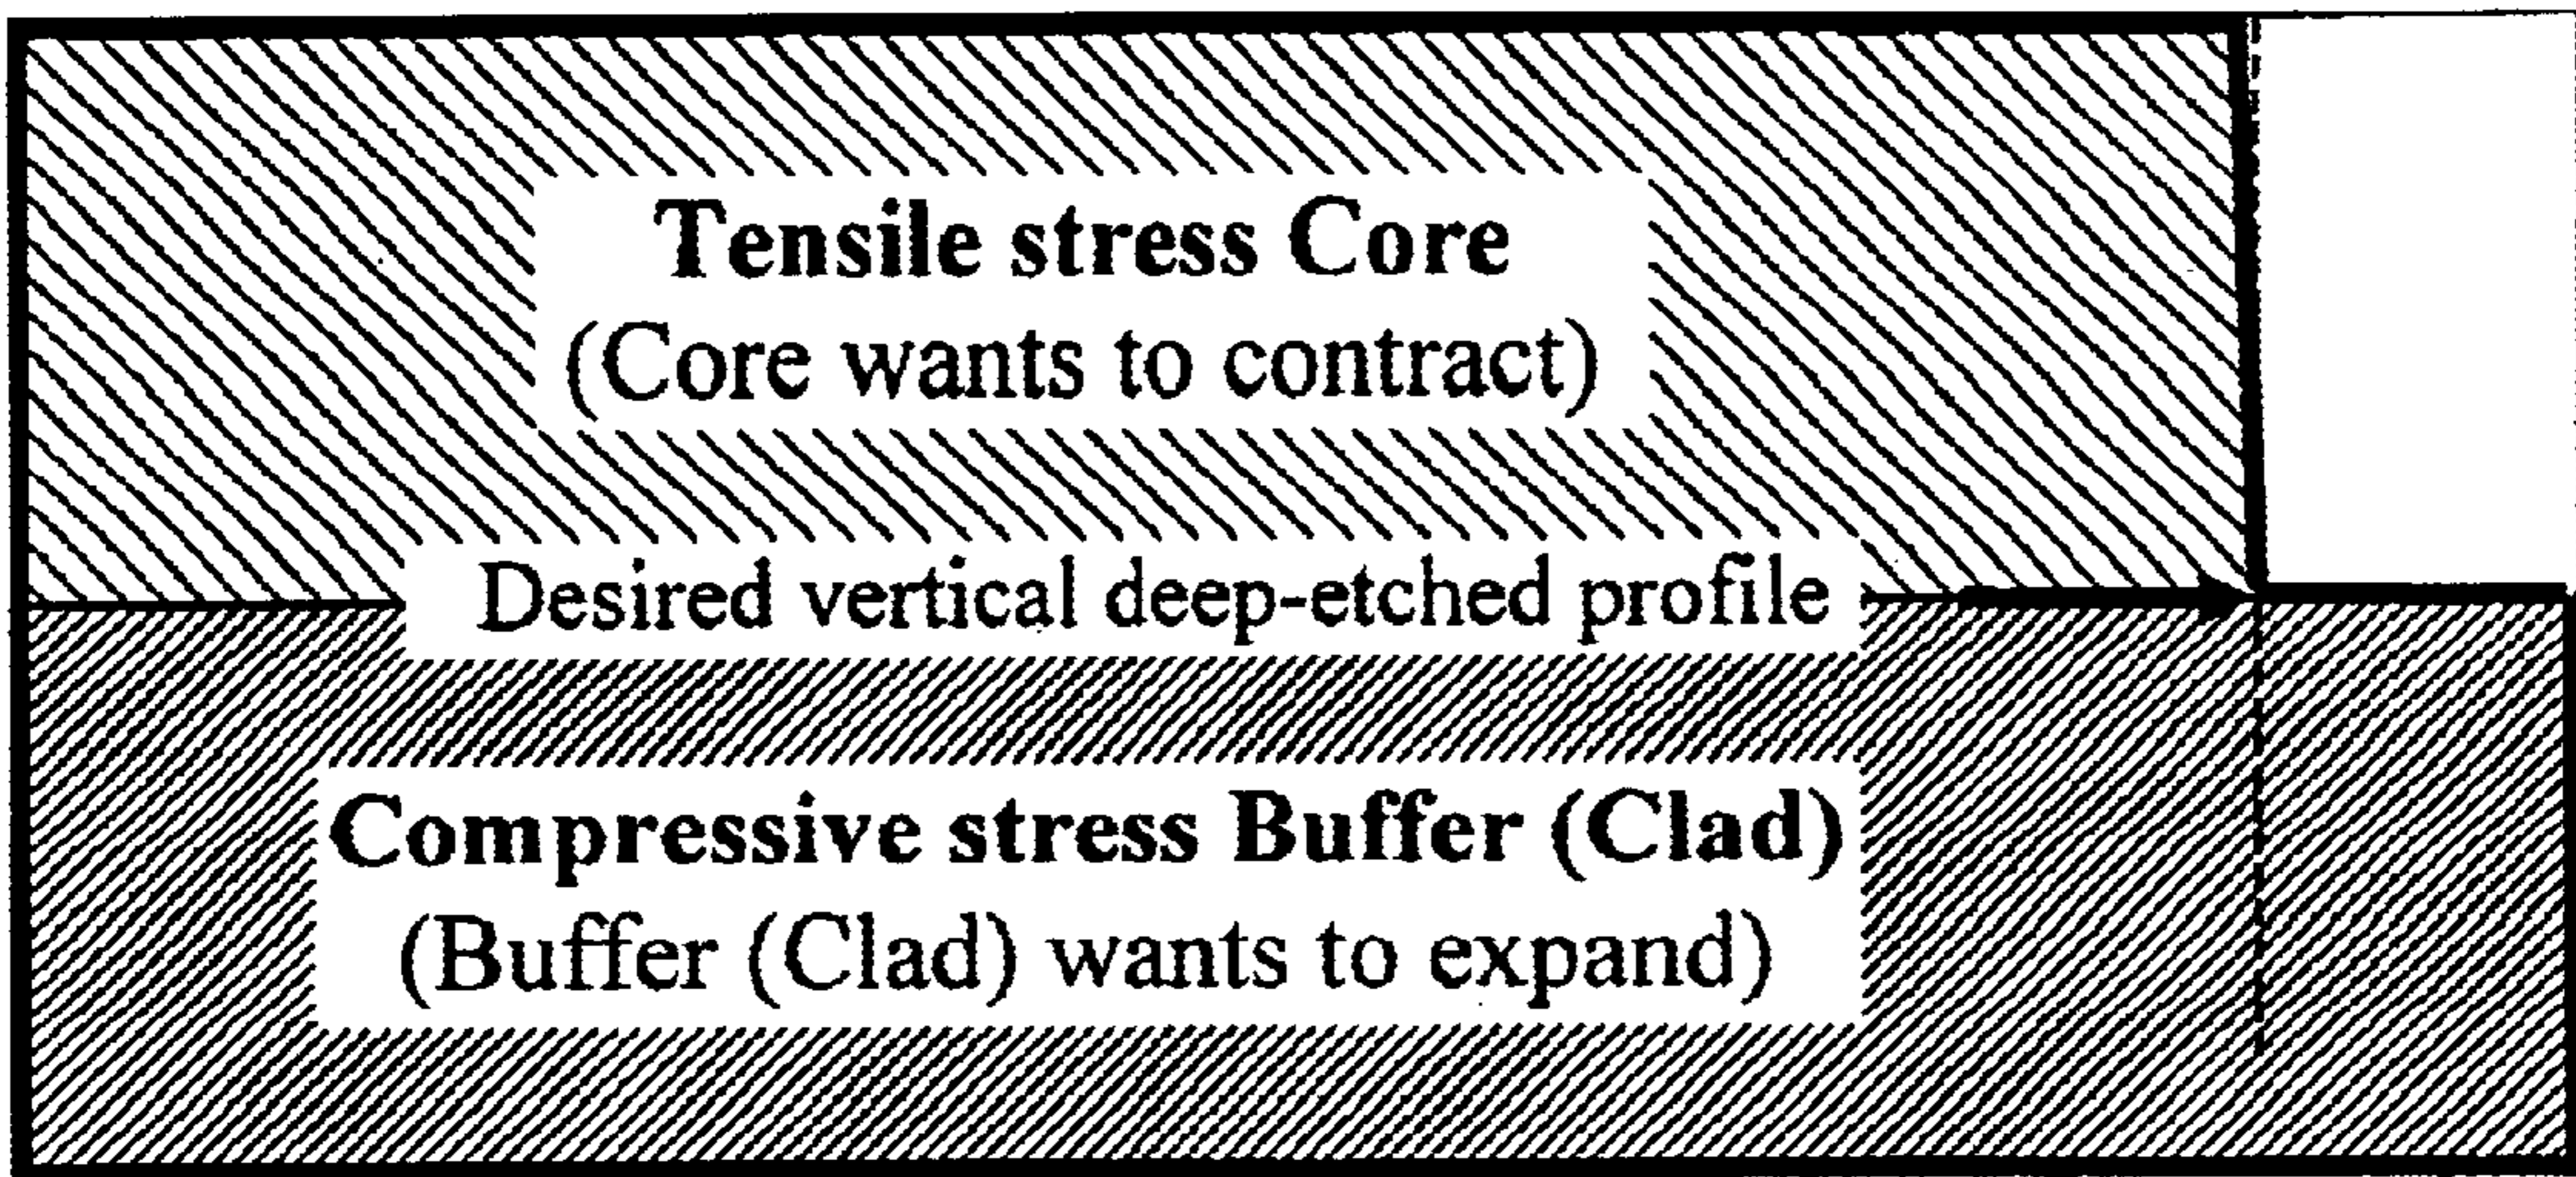 Tensile stress Core
(Core wants to contract)
Desired vertical deep-etched profile
Compressive stress Buffer (Clad)
(Buffer (Clad) wants to expand)